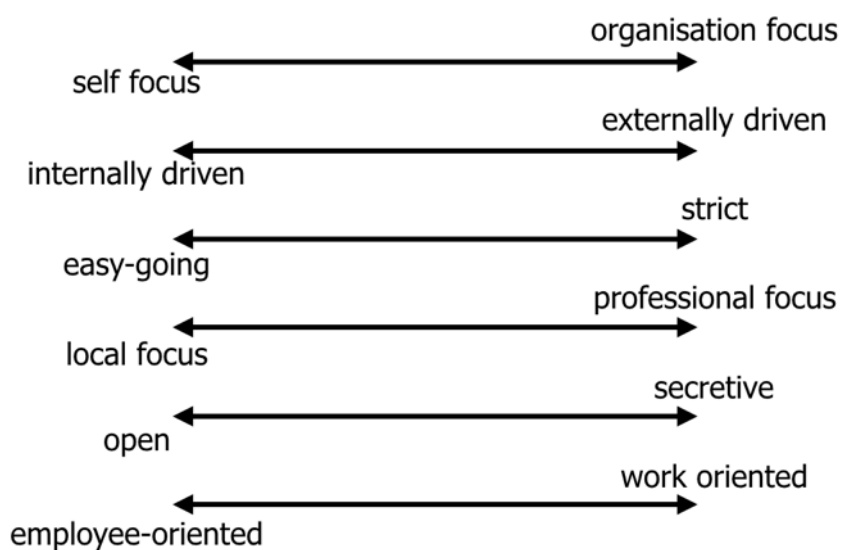 organisation focus
self focus
externally driven
internally driven
strict
easy-going
professional focus
local focus
secretive
open
work oriented
employee-oriented